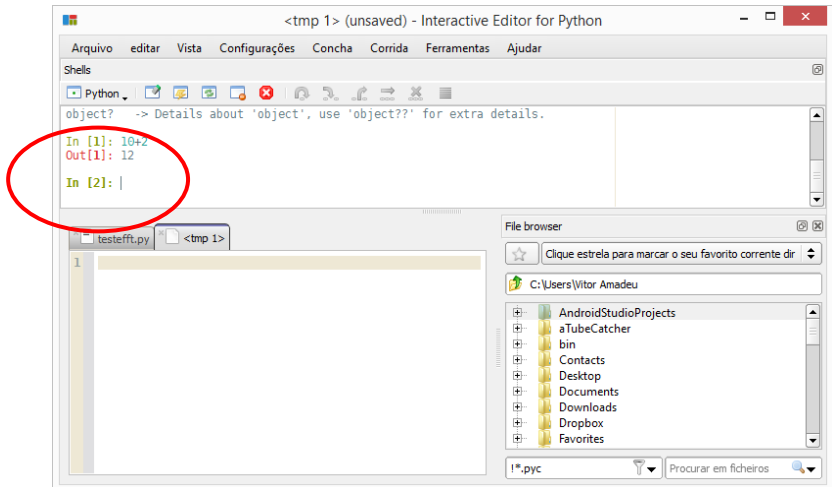 <tmp 1> (unsaved) - Interactive Editor for Python
Arquivo editar Vista Configurações Concha Corrida Ferramentas Ajudar
Shells
Python
object? -> Details about 'object', use 'object??' for extra details.
In [1]: 10+2
Out[1]: 12
In [2]:
testefft.py <tmp 1>
1
File browser
Clique estrela para marcar o seu favorito corrente dir
C:\Users\Vitor Amadeu
AndroidStudioProjects
aTubeCatcher
bin
Contacts
Desktop
Documents
Downloads
Dropbox
Favorites
!*.pyc Procurar em ficheiros